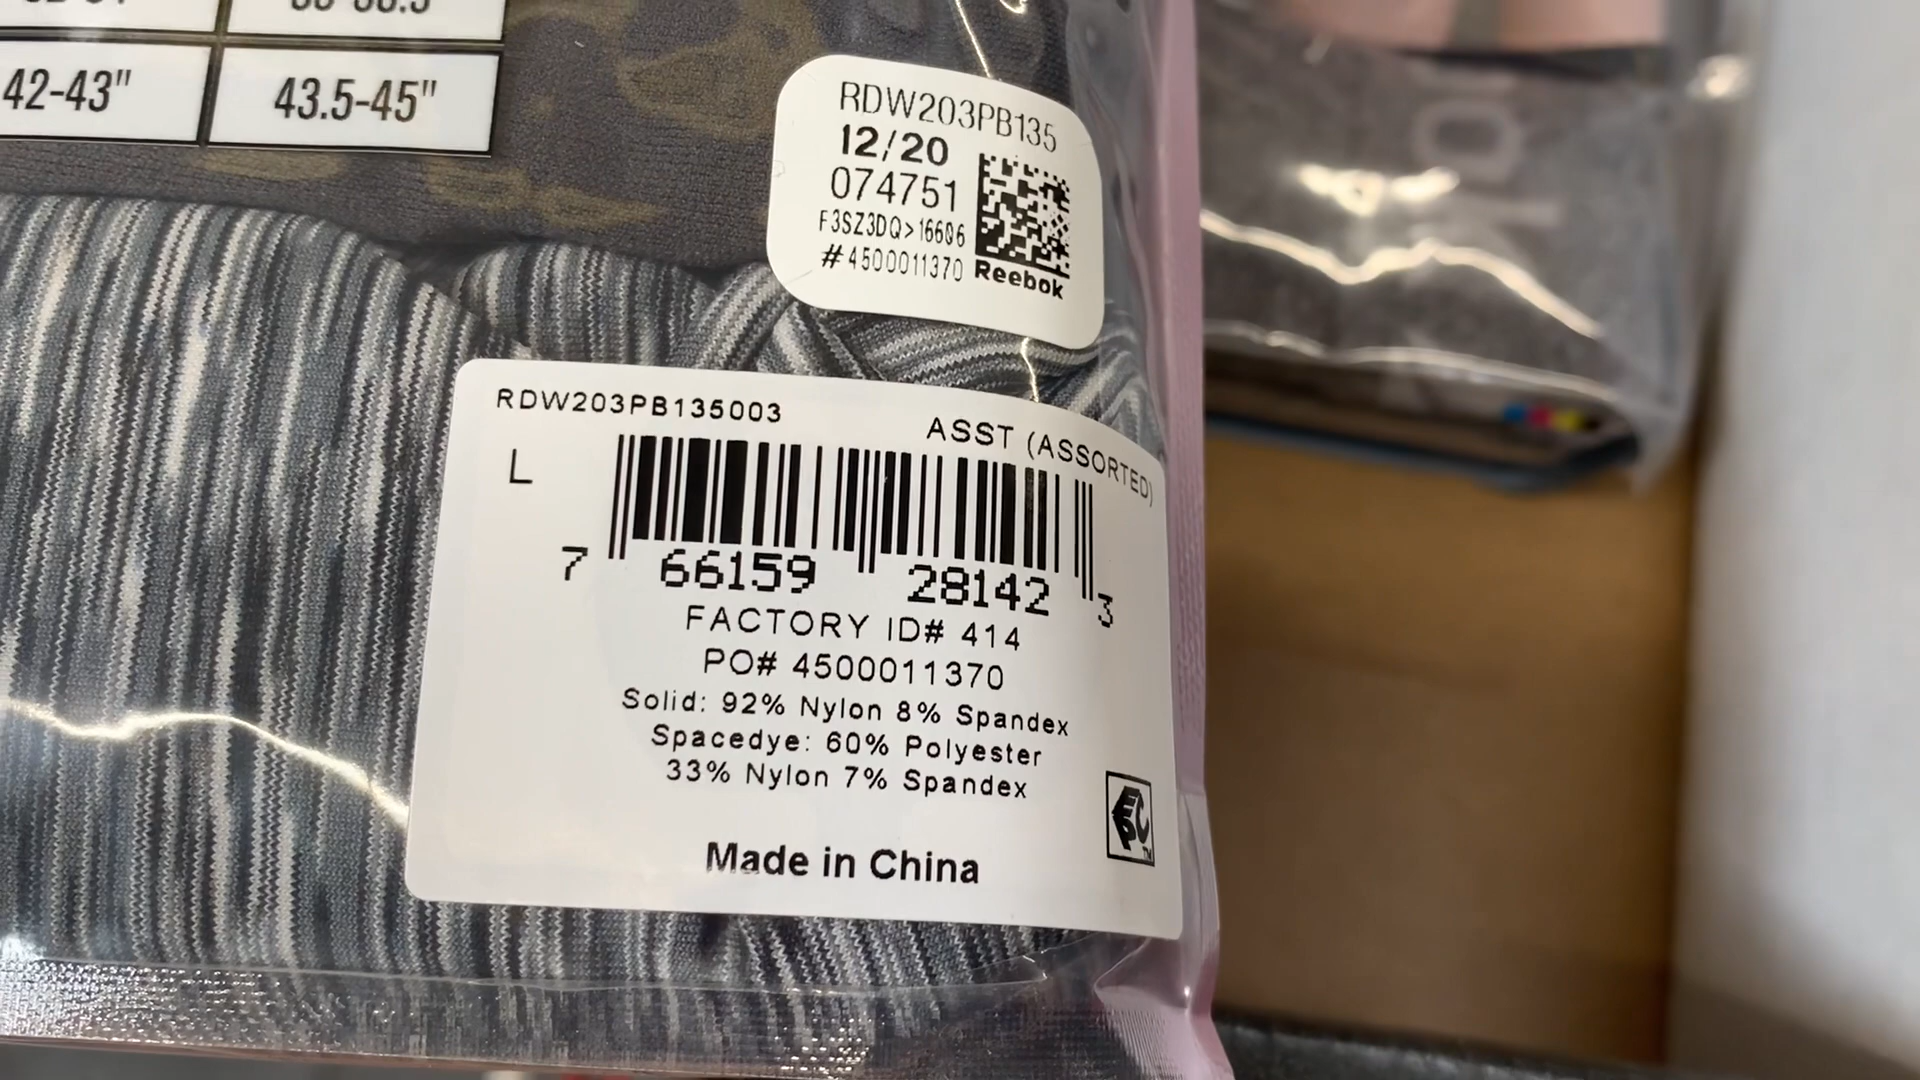 42-43"
43.5-45"
RDW203PB135
12/20
074751
F3SZ3DQ>16606
#4500011370
Reebok
RDW203PB135003
ASST (ASSORTED)
L
7 66159 28142 3
FACTORY ID# 414
PO# 4500011370
Solid: 92% Nylon 8% Spandex
Spacedye: 60% Polyester
33% Nylon 7% Spandex
Made in China
EPC
TM